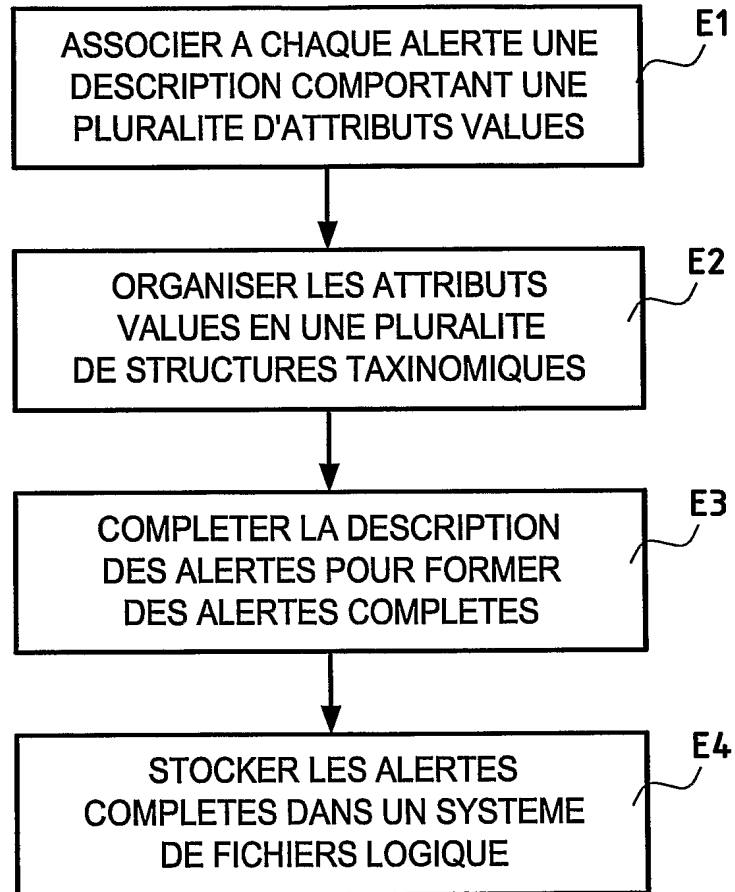 E1
ASSOCIER A CHAQUE ALERTE UNE
DESCRIPTION COMPORTANT UNE
PLURALITE D'ATTRIBUTS VALUES
E2
ORGANISER LES ATTRIBUTS
VALUES EN UNE PLURALITE
DE STRUCTURES TAXINOMIQUES
E3
COMPLETER LA DESCRIPTION
DES ALERTES POUR FORMER
DES ALERTES COMPLETES
E4
STOCKER LES ALERTES
COMPLETES DANS UN SYSTEME
DE FICHIERS LOGIQUE